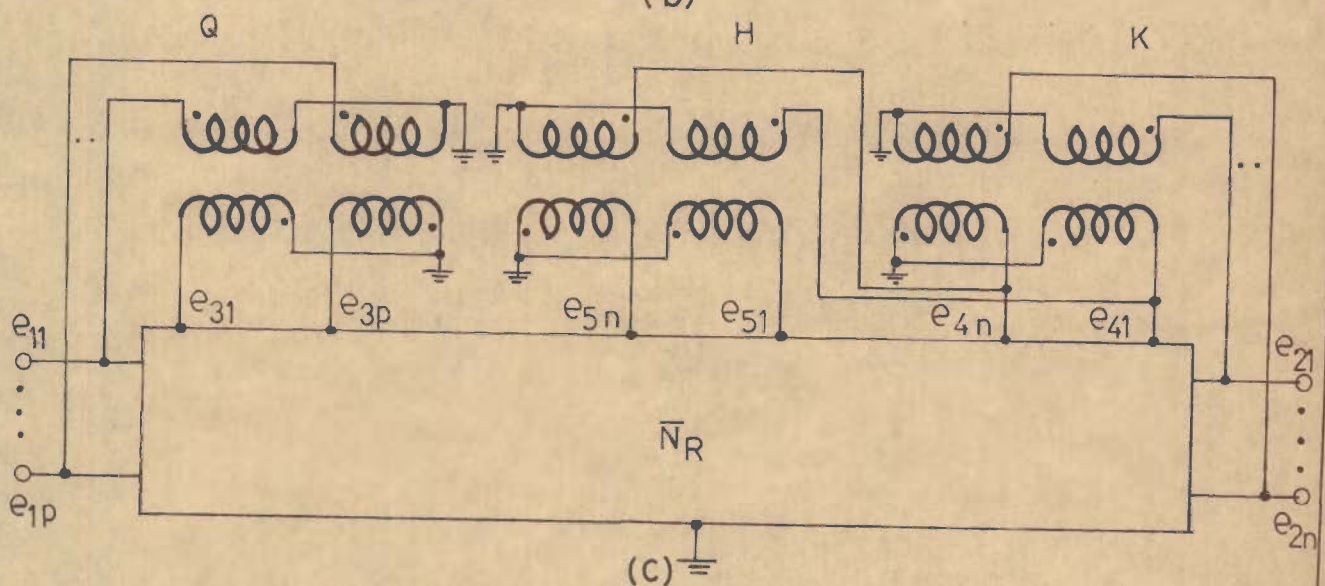 (b)
Q H K
e31 e3p e5n e51 e4n e41
e11 e21
N̅R
e1p e2n
(c)